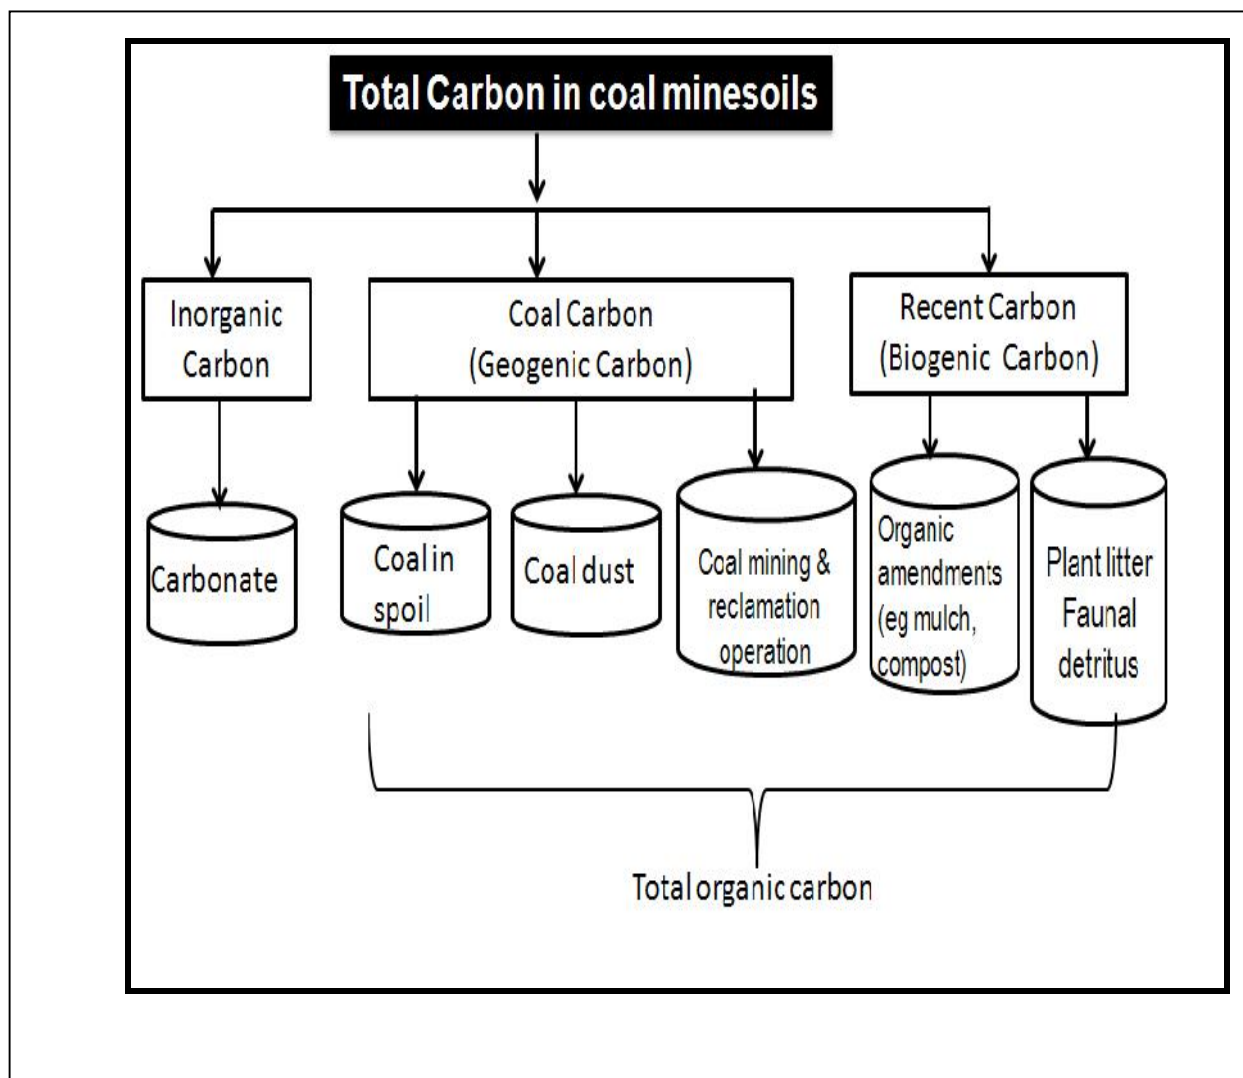 Total Carbon in coal minesoils
Inorganic
Carbon
Coal Carbon
(Geogenic Carbon)
Recent Carbon
(Biogenic Carbon)
Carbonate
Coal in
spoil
Coal dust
Coal mining &
reclamation
operation
Organic
amendments
(eg mulch,
compost)
Plant litter
Faunal
detritus
Total organic carbon